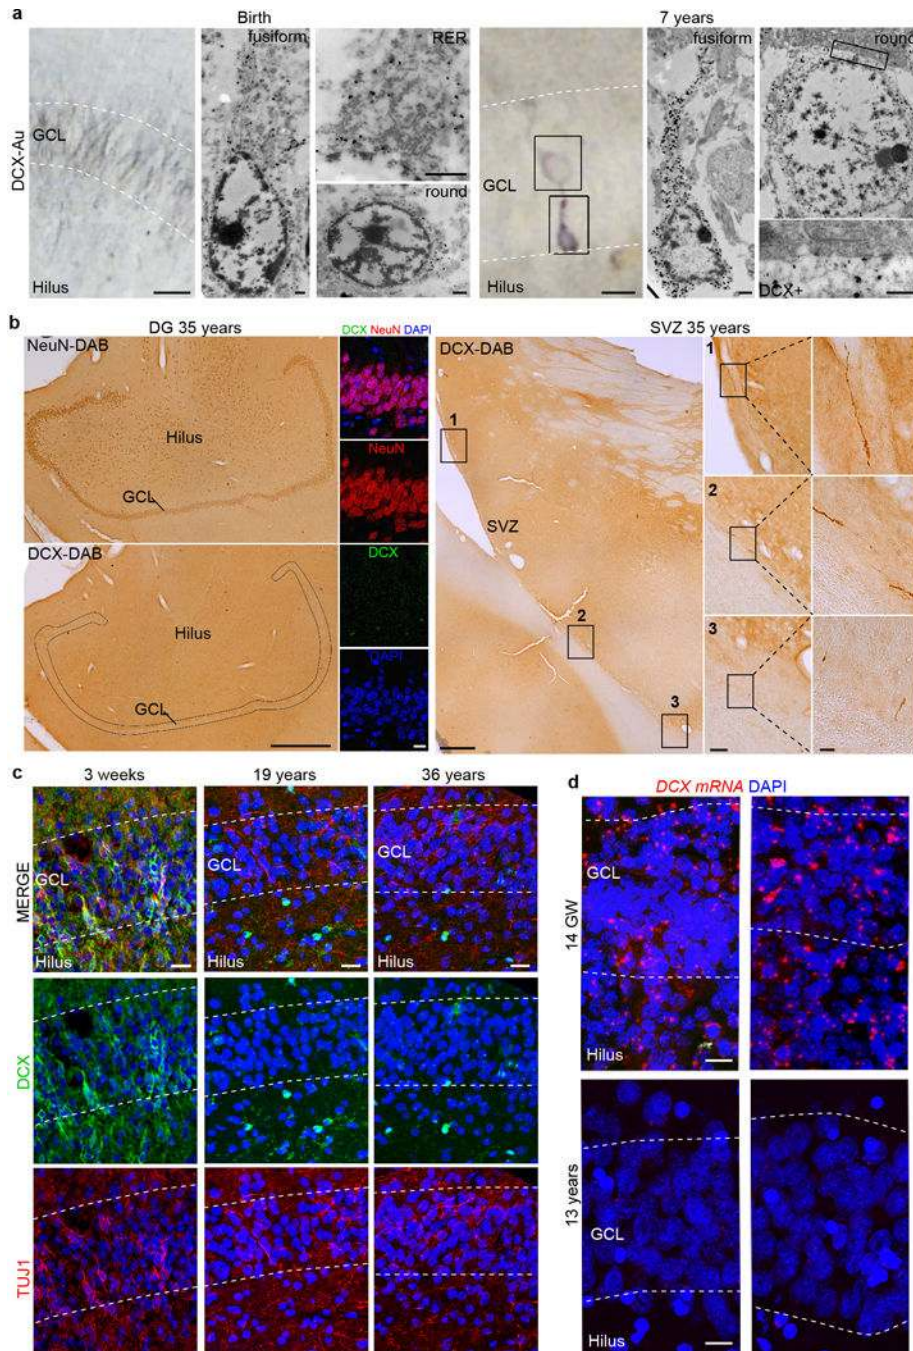 a
Birth
7 years
fusiform
RER
fusiform
round
GCL
DCX-Au
round
GCL
Hilus
Hilus
DCX+
b
DG 35 years
SVZ 35 years
NeuN-DAB
DCX NeuN DAPI
DCX-DAB
1
1
Hilus
NeuN
GCL
2
SVZ
DCX-DAB
DCX
Hilus
2
DAPI
3
GCL
3
c
3 weeks
19 years
36 years
d
DCX mRNA DAPI
MERGE
GCL
GCL
GCL
GCL
14 GW
Hilus
Hilus
Hilus
Hilus
DCX
13 years
GCL
TUJ1
Hilus